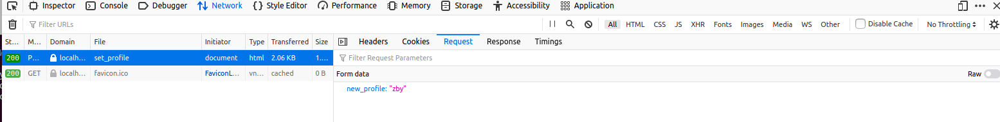 Inspector Console Debugger Network Style Editor Performance Memory Storage Accessibility Application
Filter URLs All HTML CSS JS XHR Fonts Images Media WS Other Disable Cache No Throttling
St... M... Domain File Initiator Type Transferred Size Headers Cookies Request Response Timings
200 P... localh... set_profile document html 2.06 KB 1.... Filter Request Parameters
200 GET localh... favicon.ico FaviconL... vn... cached 0 B Form data Raw
new_profile: "zby"